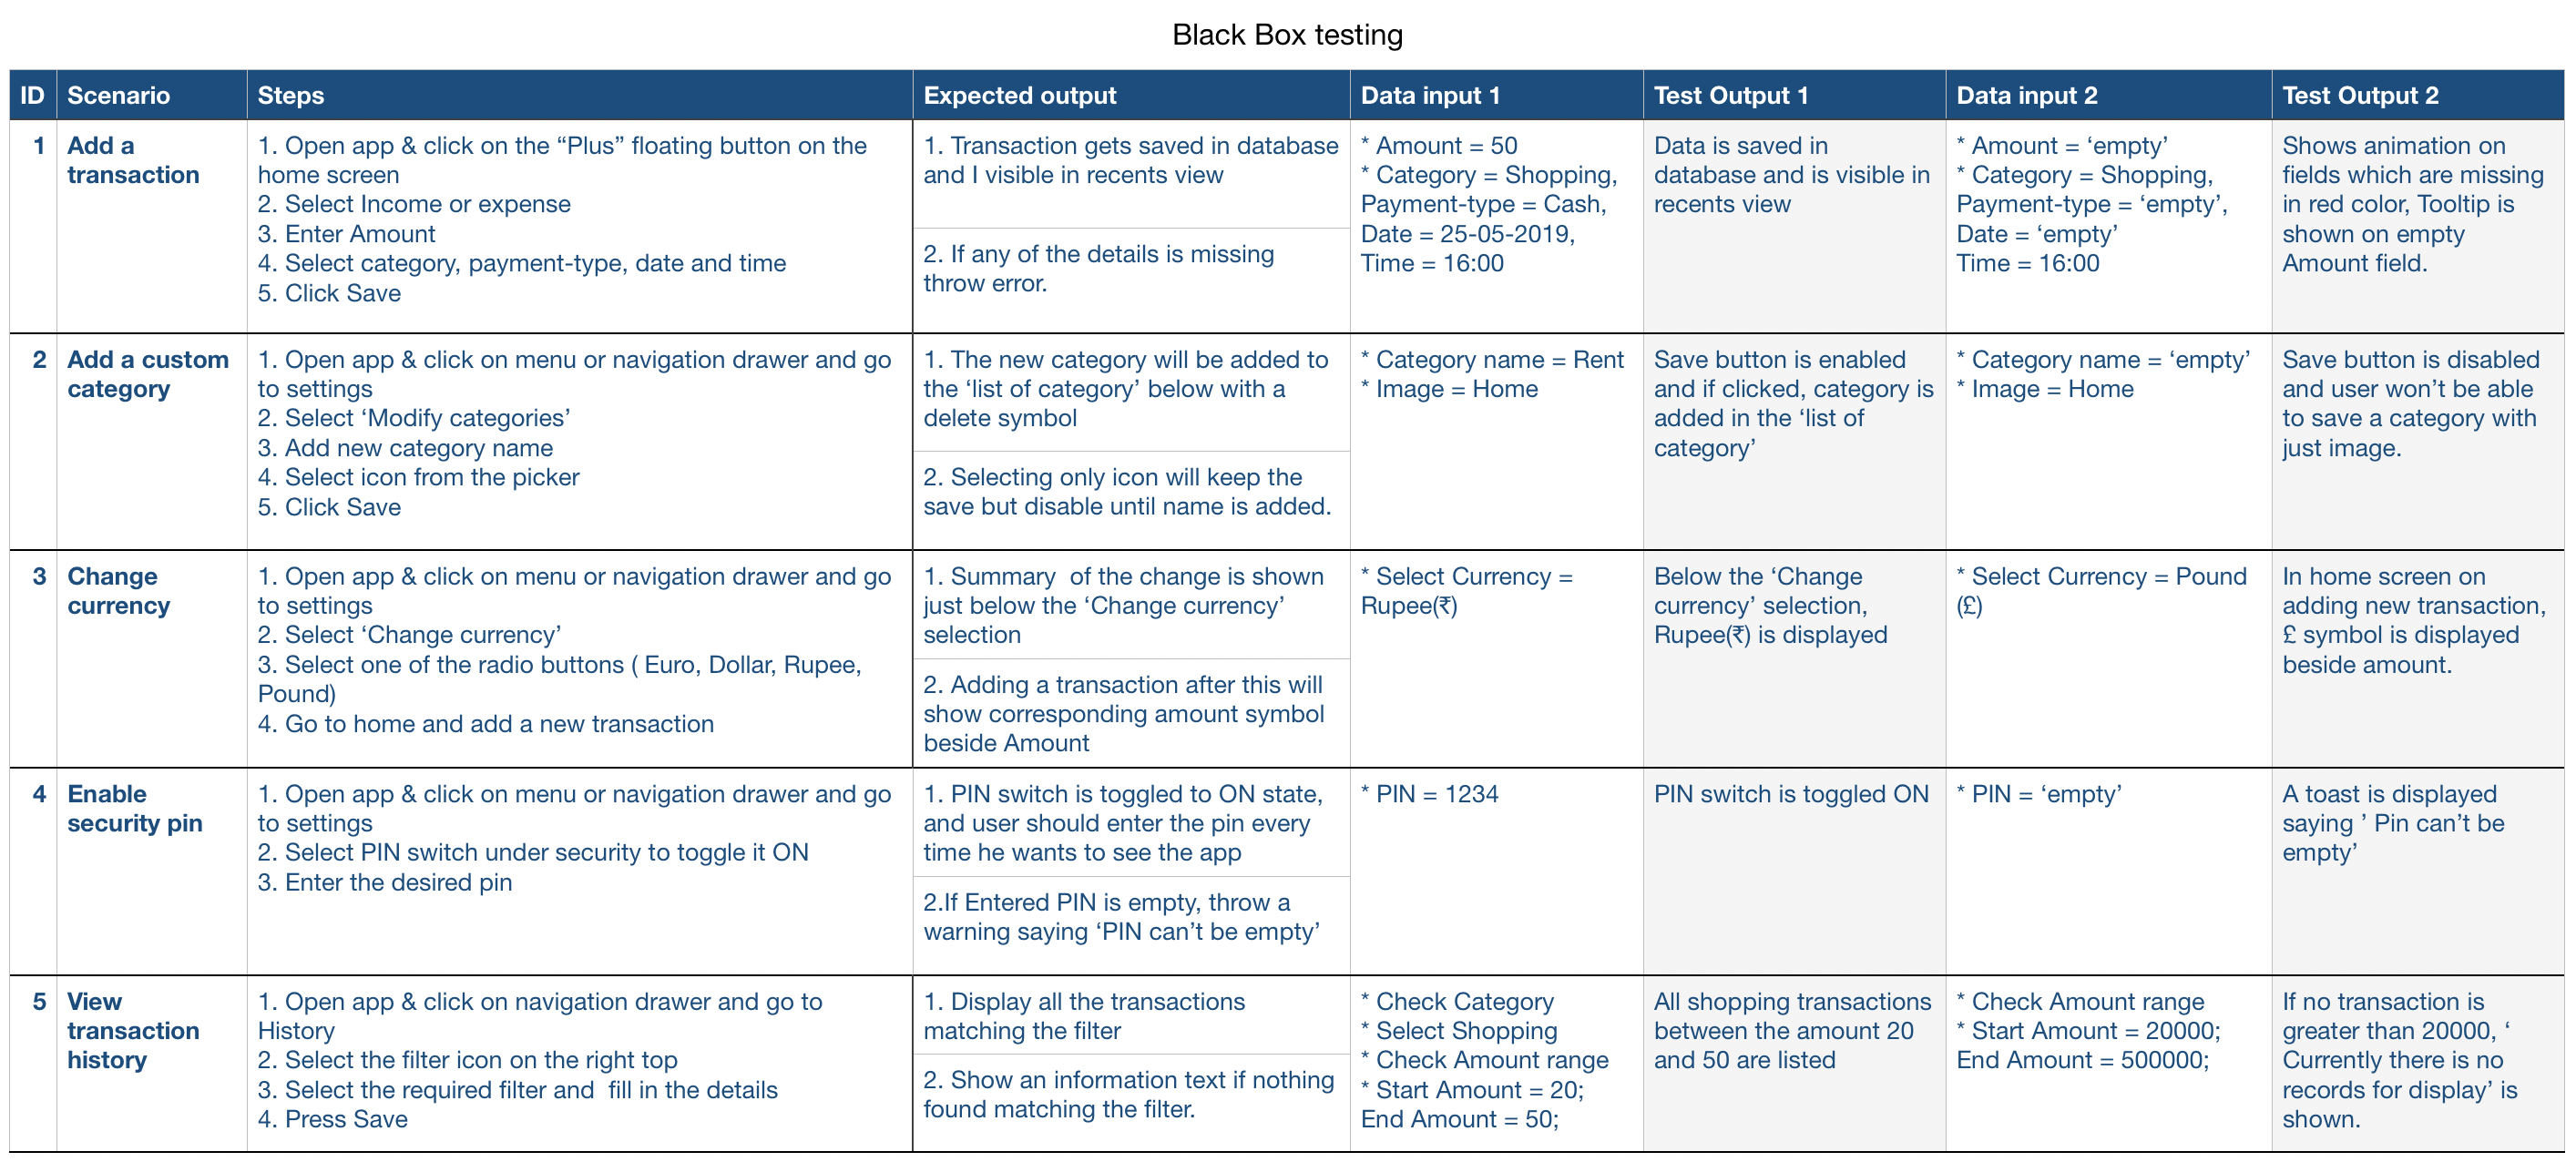 Black Box testing
ID
Scenario
Steps
Expected output
Data input 1
Test Output 1
Data input 2
Test Output 2
1
Add a
transaction
1. Open app & click on the “Plus” floating button on the
home screen
2. Select Income or expense
3. Enter Amount
4. Select category, payment-type, date and time
5. Click Save
1. Transaction gets saved in database
and I visible in recents view
2. If any of the details is missing
throw error.
* Amount = 50
* Category = Shopping,
Payment-type = Cash,
Date = 25-05-2019,
Time = 16:00
Data is saved in
database and is visible in
recents view
* Amount = ‘empty’
* Category = Shopping,
Payment-type = ‘empty’,
Date = ‘empty’
Time = 16:00
Shows animation on
fields which are missing
in red color, Tooltip is
shown on empty
Amount field.
2
Add a custom
category
1. Open app & click on menu or navigation drawer and go
to settings
2. Select ‘Modify categories’
3. Add new category name
4. Select icon from the picker
5. Click Save
1. The new category will be added to
the ‘list of category’ below with a
delete symbol
2. Selecting only icon will keep the
save but disable until name is added.
* Category name = Rent
* Image = Home
Save button is enabled
and if clicked, category is
added in the ‘list of
category’
* Category name = ‘empty’
* Image = Home
Save button is disabled
and user won’t be able
to save a category with
just image.
3
Change
currency
1. Open app & click on menu or navigation drawer and go
to settings
2. Select ‘Change currency’
3. Select one of the radio buttons ( Euro, Dollar, Rupee,
Pound)
4. Go to home and add a new transaction
1. Summary  of the change is shown
just below the ‘Change currency’
selection
2. Adding a transaction after this will
show corresponding amount symbol
beside Amount
* Select Currency =
Rupee(₹)
Below the ‘Change
currency’ selection,
Rupee(₹) is displayed
* Select Currency = Pound
(£)
In home screen on
adding new transaction,
£ symbol is displayed
beside amount.
4
Enable
security pin
1. Open app & click on menu or navigation drawer and go
to settings
2. Select PIN switch under security to toggle it ON
3. Enter the desired pin
1. PIN switch is toggled to ON state,
and user should enter the pin every
time he wants to see the app
2.If Entered PIN is empty, throw a
warning saying ‘PIN can’t be empty’
* PIN = 1234
PIN switch is toggled ON
* PIN = ‘empty’
A toast is displayed
saying ’ Pin can’t be
empty’
5
View
transaction
history
1. Open app & click on navigation drawer and go to
History
2. Select the filter icon on the right top
3. Select the required filter and  fill in the details
4. Press Save
1. Display all the transactions
matching the filter
2. Show an information text if nothing
found matching the filter.
* Check Category
* Select Shopping
* Check Amount range
* Start Amount = 20;
End Amount = 50;
All shopping transactions
between the amount 20
and 50 are listed
* Check Amount range
* Start Amount = 20000;
End Amount = 500000;
If no transaction is
greater than 20000, ‘
Currently there is no
records for display’ is
shown.